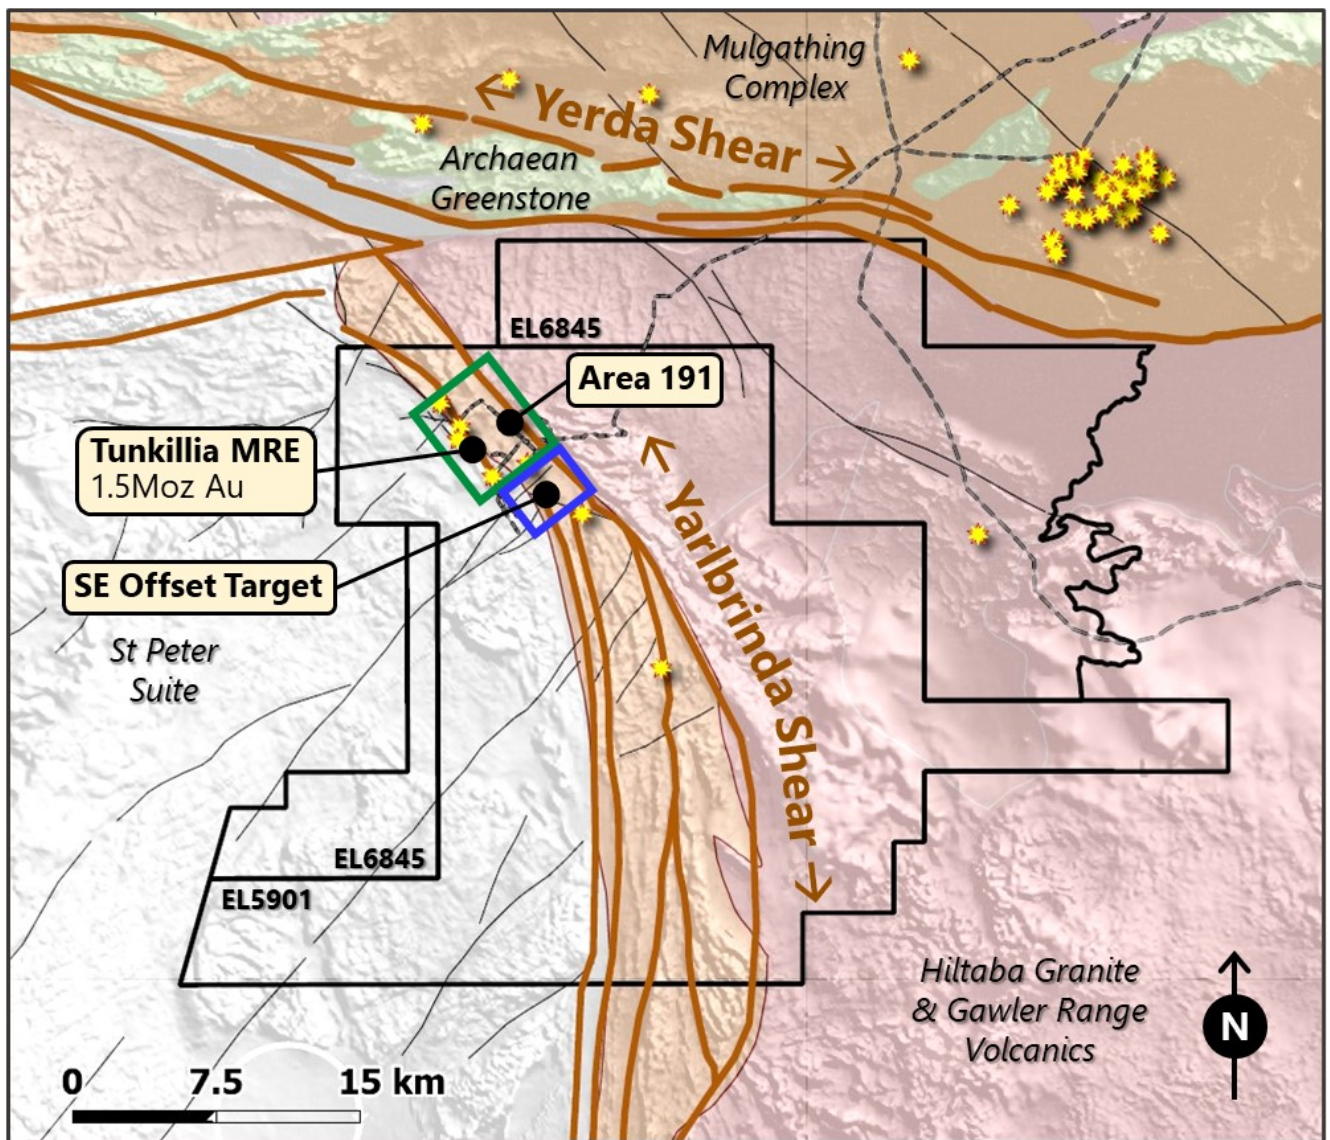 Mulgathing
Complex
← Yerda Shear →
Archaean
Greenstone
EL6845
Area 191
Tunkillia MRE
1.5Moz Au
SE Offset Target
← Yarlbrinda Shear →
St Peter
Suite
EL6845
EL5901
Hiltaba Granite
& Gawler Range
Volcanics
N
0 7.5 15 km